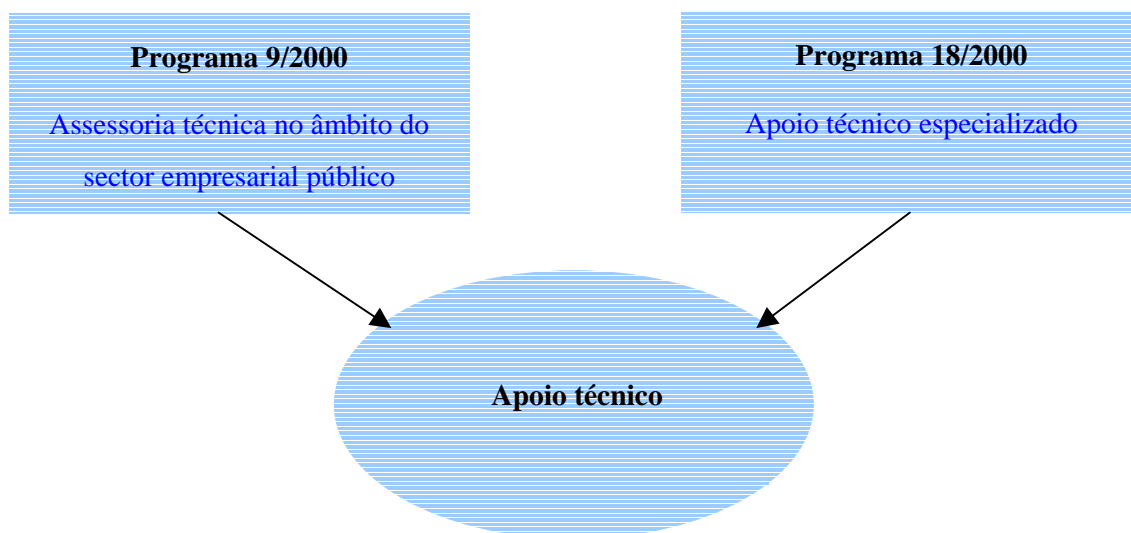 Programa 9/2000
Assessoria técnica no âmbito do
sector empresarial público
Programa 18/2000
Apoio técnico especializado
Apoio técnico